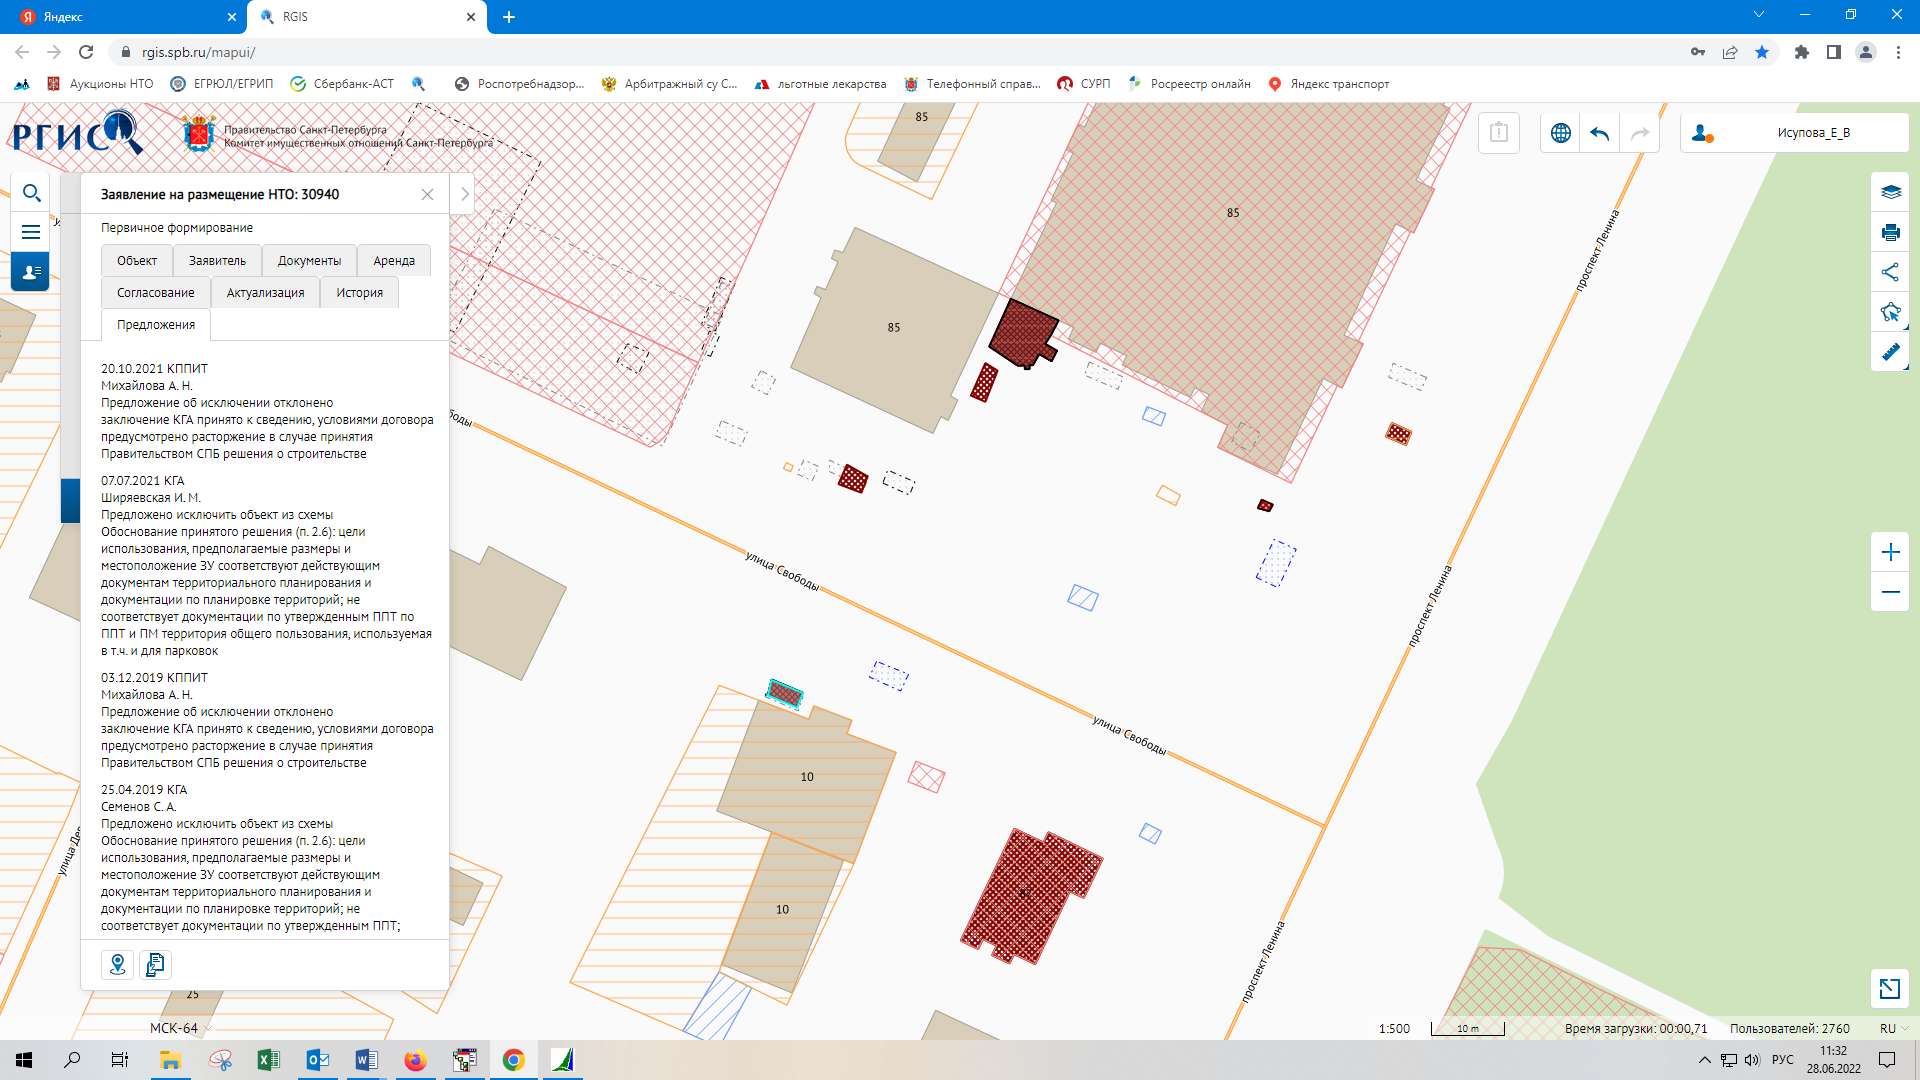 Яндекс
RGIS
rgis.spb.ru/mapui/
Аукционы НТО
ЕГРЮЛ/ЕГРИП
Сбербанк-АСТ
Роспотребнадзор...
Арбитражный су С...
льготные лекарства
Телефонный справ...
СУРП
Росреестр онлайн
Яндекс транспорт
РГИС
Правительство Санкт-Петербурга
Комитет имущественных отношений Санкт-Петербурга
Исупова_Е_В
Заявление на размещение НТО: 30940
Первичное формирование
Объект
Заявитель
Документы
Аренда
Согласование
Актуализация
История
Предложения
20.10.2021 КППИТ
Михайлова А. Н.
Предложение об исключении отклонено
заключение КГА принято к сведению, условиями договора
предусмотрено расторжение в случае принятия
Правительством СПБ решения о строительстве
07.07.2021 КГА
Ширяевская И. М.
Предложено исключить объект из схемы
Обоснование принятого решения (п. 2.6): цели
использования, предполагаемые размеры и
местоположение ЗУ соответствуют действующим
документам территориального планирования и
документации по планировке территорий; не
соответствует документации по утвержденным ППТ по
ППТ и ПМ территория общего пользования, используемая
в т.ч. и для парковок
03.12.2019 КППИТ
Михайлова А. Н.
Предложение об исключении отклонено
заключение КГА принято к сведению, условиями договора
предусмотрено расторжение в случае принятия
Правительством СПБ решения о строительстве
25.04.2019 КГА
Семенов С. А.
Предложено исключить объект из схемы
Обоснование принятого решения (п. 2.6): цели
использования, предполагаемые размеры и
местоположение ЗУ соответствуют действующим
документам территориального планирования и
документации по планировке территорий; не
соответствует документации по утвержденным ППТ;
85
85
85
проспект Ленина
ободы
улица Свободы
проспект Ленина
улица Свободы
10
10
87
улица Дер
проспект Ленина
25
МСК-64
1:500
10 m
Время загрузки: 00:00,71
Пользователей: 2760
RU
РУС
11:32
28.06.2022